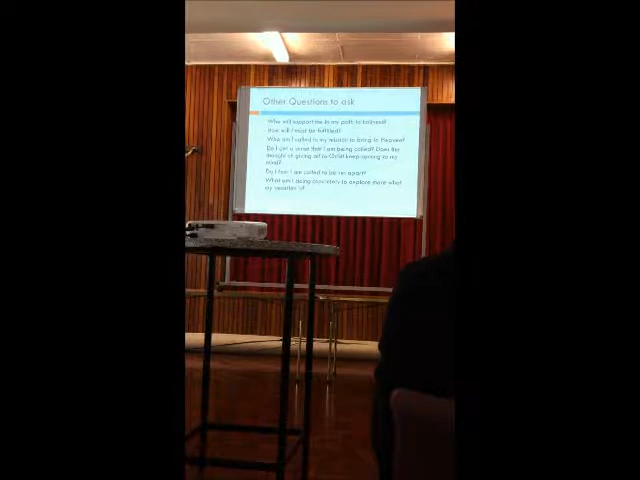 Other Questions to ask
Who will support me in my path to holiness?
How will I most be fulfilled?
Who am I called in my mission to bring to Heaven?
Do I get a sense that I am being called? Does the
thought of giving all to Christ keep coming to my
mind?
Do I feel I am called to be set apart?
What am I doing concretely to explore more what
my vocation is?